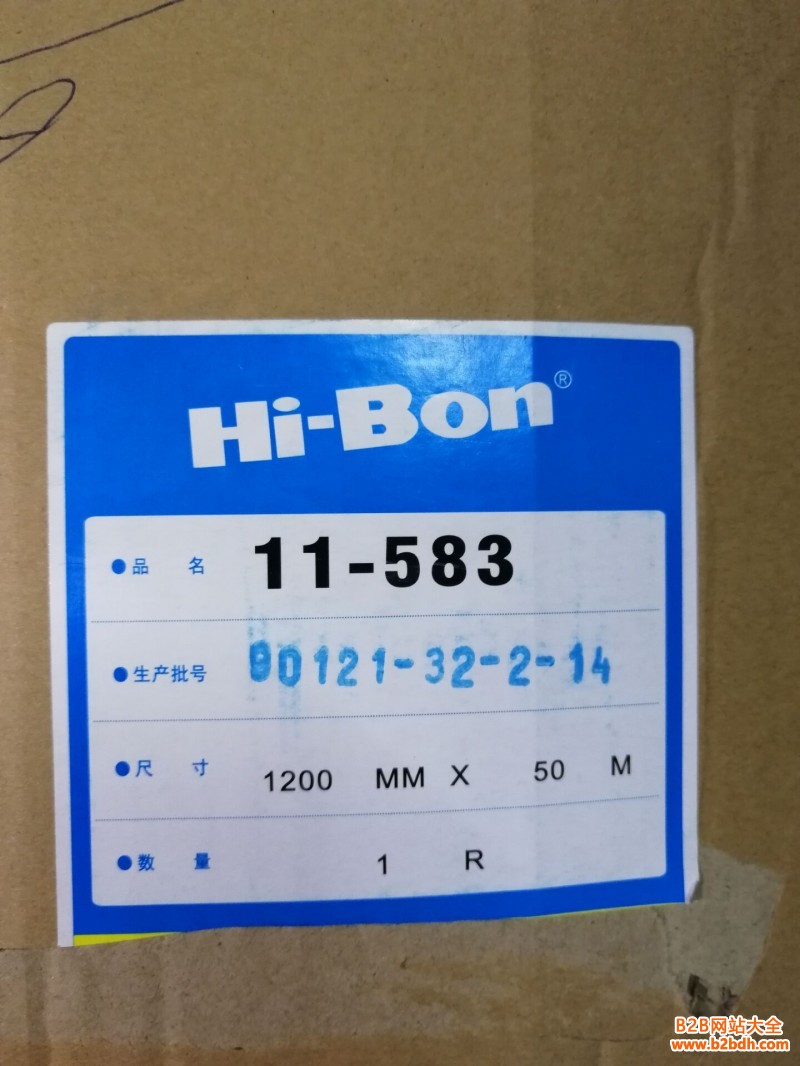 Hi-Bon®
●品 名 11-583
●生产批号 90121-32-2-14
●尺 寸 1200 MM X 50 M
●数 量 1 R
B2B网站大全
www.b2bdh.com